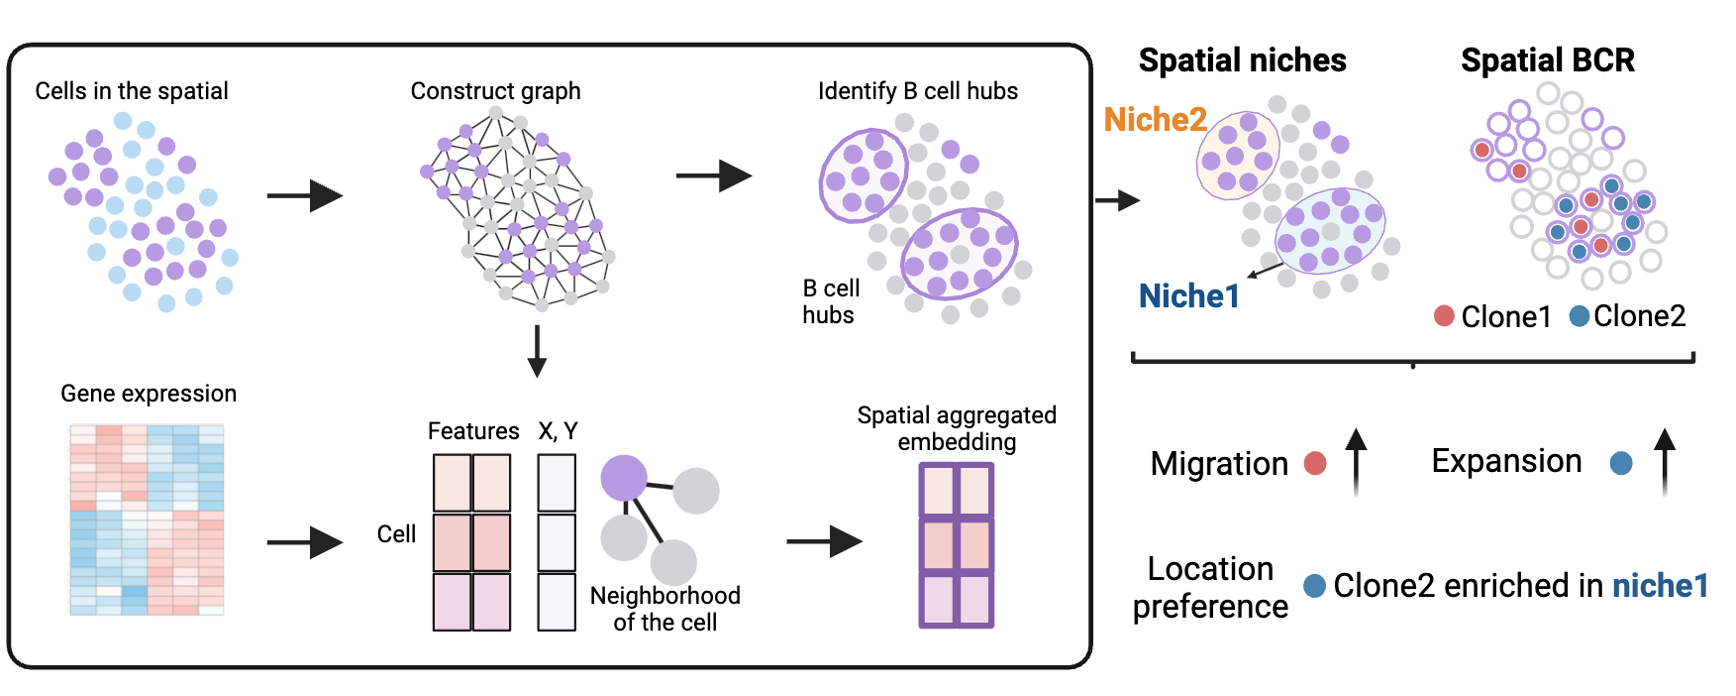 Cells in the spatial
Construct graph
Identify B cell hubs
B cell
hubs
Gene expression
Features
X, Y
Cell
Neighborhood
of the cell
Spatial aggregated
embedding
Spatial niches
Niche2
Niche1
Spatial BCR
Clone1
Clone2
Migration
Expansion
Location
preference
Clone2 enriched in niche1